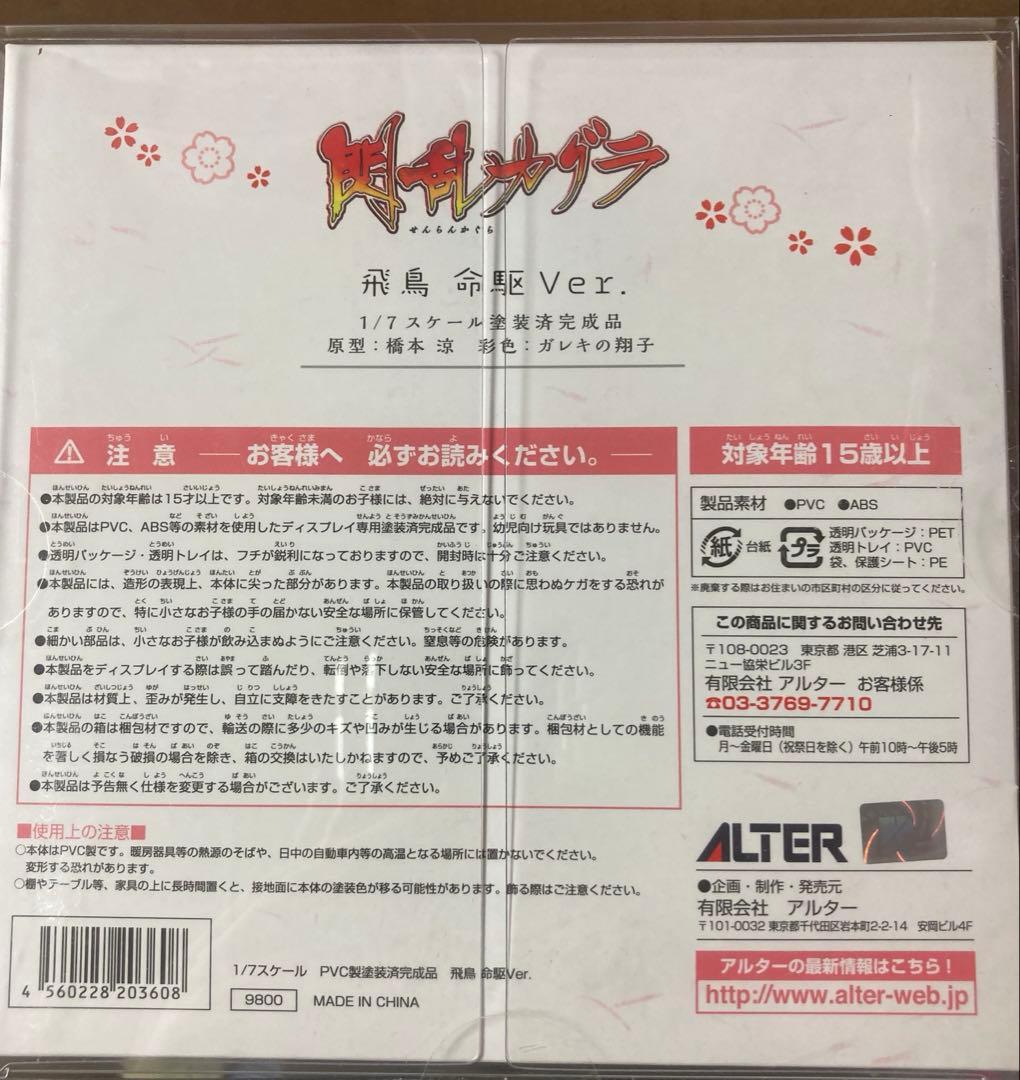 閃乱カグラ
せんらんかぐら
飛鳥 命駆Ver.
1/7スケール塗装済完成品
原型：橋本 涼　彩色：ガレキの翔子
⚠ 注意 ── お客様へ 必ずお読みください。──
●本製品の対象年齢は15才以上です。対象年齢未満のお子様には、絶対に与えないでください。
●本製品はPVC、ABS等の素材を使用したディスプレイ専用塗装済完成品です。幼児向け玩具ではありません。
●透明パッケージ・透明トレイは、フチが鋭利になっておりますので、開封時は十分ご注意ください。
●本製品には、造形の表現上、本体に尖った部分があります。本製品の取り扱いの際に思わぬケガをする恐れが
ありますので、特に小さなお子様の手の届かない安全な場所に保管してください。
●細かい部品は、小さなお子様が飲み込まぬようにご注意ください。窒息等の危険があります。
●本製品をディスプレイする際は誤って踏んだり、転倒や落下しない安全な場所に飾ってください。
●本製品は材質上、歪みが発生し、自立に支障をきたすことがあります。ご了承ください。
●本製品の箱は梱包材ですので、輸送の際に多少のキズや凹みが生じる場合があります。梱包材としての機能
を著しく損なう破損の場合を除き、箱の交換はいたしかねますので、予めご了承ください。
●本製品は予告無く仕様を変更する場合がございます。ご了承ください。
■使用上の注意■
○本体はPVC製です。暖房器具等の熱源のそばや、日中の自動車内等の高温となる場所には置かないでください。
変形する恐れがあります。
○棚やテーブル等、家具の上に長時間置くと、接地面に本体の塗装色が移る可能性があります。飾る際はご注意ください。
4 560228 203608
1/7スケール　PVC製塗装済完成品　飛鳥 命駆Ver.
9800 MADE IN CHINA
対象年齢15歳以上
製品素材　●PVC　●ABS
紙 台紙
プラ 透明パッケージ：PET
透明トレイ：PVC
袋、保護シート：PE
※廃棄する際はお住まいの市区町村の区分に従ってください。
この商品に関するお問い合わせ先
〒108-0023　東京都 港区 芝浦3-17-11
ニュー協栄ビル3F
有限会社 アルター お客様係
☎03-3769-7710
●電話受付時間
月～金曜日（祝祭日を除く）午前10時～午後5時
ALTER
●企画・制作・発売元
有限会社　アルター
〒101-0032 東京都千代田区岩本町2-2-14　安岡ビル4F
アルターの最新情報はこちら！
http://www.alter-web.jp